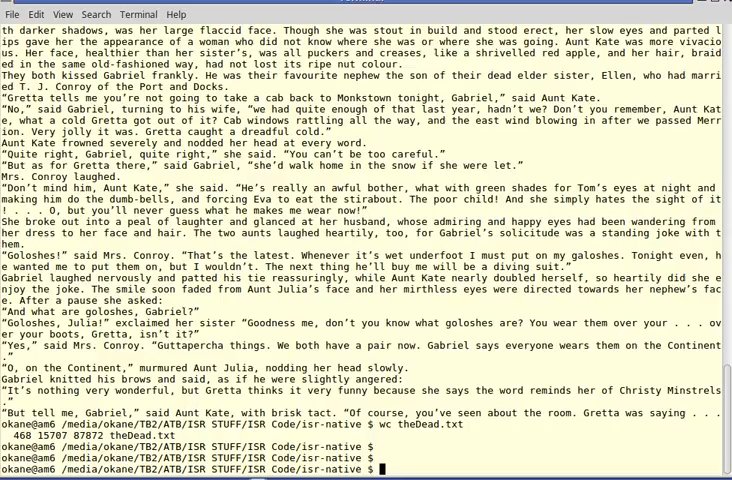 Terminal
File Edit View Search Terminal Help
th darker shadows, was her large flaccid face. Though she was stout in build and stood erect, her slow eyes and parted l
ips gave her the appearance of a woman who did not know where she was or where she was going. Aunt Kate was more vivacio
us. Her face, healthier than her sister’s, was all puckers and creases, like a shrivelled red apple, and her hair, braid
ed in the same old-fashioned way, had not lost its ripe nut colour.
They both kissed Gabriel frankly. He was their favourite nephew the son of their dead elder sister, Ellen, who had marri
ed T. J. Conroy of the Port and Docks.
“Gretta tells me you’re not going to take a cab back to Monkstown tonight, Gabriel,” said Aunt Kate.
“No,” said Gabriel, turning to his wife, “we had quite enough of that last year, hadn’t we? Don’t you remember, Aunt Kat
e, what a cold Gretta got out of it? Cab windows rattling all the way, and the east wind blowing in after we passed Merr
ion. Very jolly it was. Gretta caught a dreadful cold.”
Aunt Kate frowned severely and nodded her head at every word.
“Quite right, Gabriel, quite right,” she said. “You can’t be too careful.”
“But as for Gretta there,” said Gabriel, “she’d walk home in the snow if she were let.”
Mrs. Conroy laughed.
“Don’t mind him, Aunt Kate,” she said. “He’s really an awful bother, what with green shades for Tom’s eyes at night and
making him do the dumb-bells, and forcing Eva to eat the stirabout. The poor child! And she simply hates the sight of it
! . . . O, but you’ll never guess what he makes me wear now!”
She broke out into a peal of laughter and glanced at her husband, whose admiring and happy eyes had been wandering from
her dress to her face and hair. The two aunts laughed heartily, too, for Gabriel’s solicitude was a standing joke with t
hem.
“Goloshes!” said Mrs. Conroy. “That’s the latest. Whenever it’s wet underfoot I must put on my galoshes. Tonight even, h
e wanted me to put them on, but I wouldn’t. The next thing he’ll buy me will be a diving suit.”
Gabriel laughed nervously and patted his tie reassuringly, while Aunt Kate nearly doubled herself, so heartily did she e
njoy the joke. The smile soon faded from Aunt Julia’s face and her mirthless eyes were directed towards her nephew’s fac
e. After a pause she asked:
“And what are goloshes, Gabriel?”
“Goloshes, Julia!” exclaimed her sister “Goodness me, don’t you know what goloshes are? You wear them over your . . . ov
er your boots, Gretta, isn’t it?”
“Yes,” said Mrs. Conroy. “Guttapercha things. We both have a pair now. Gabriel says everyone wears them on the Continent
.”
“O, on the Continent,” murmured Aunt Julia, nodding her head slowly.
Gabriel knitted his brows and said, as if he were slightly angered:
“It’s nothing very wonderful, but Gretta thinks it very funny because she says the word reminds her of Christy Minstrels
.”
“But tell me, Gabriel,” said Aunt Kate, with brisk tact. “Of course, you’ve seen about the room. Gretta was saying . . .
okane@am6 /media/okane/TB2/ATB/ISR STUFF/ISR Code/isr-native $ wc theDead.txt
468 15707 87872 theDead.txt
okane@am6 /media/okane/TB2/ATB/ISR STUFF/ISR Code/isr-native $
okane@am6 /media/okane/TB2/ATB/ISR STUFF/ISR Code/isr-native $
okane@am6 /media/okane/TB2/ATB/ISR STUFF/ISR Code/isr-native $